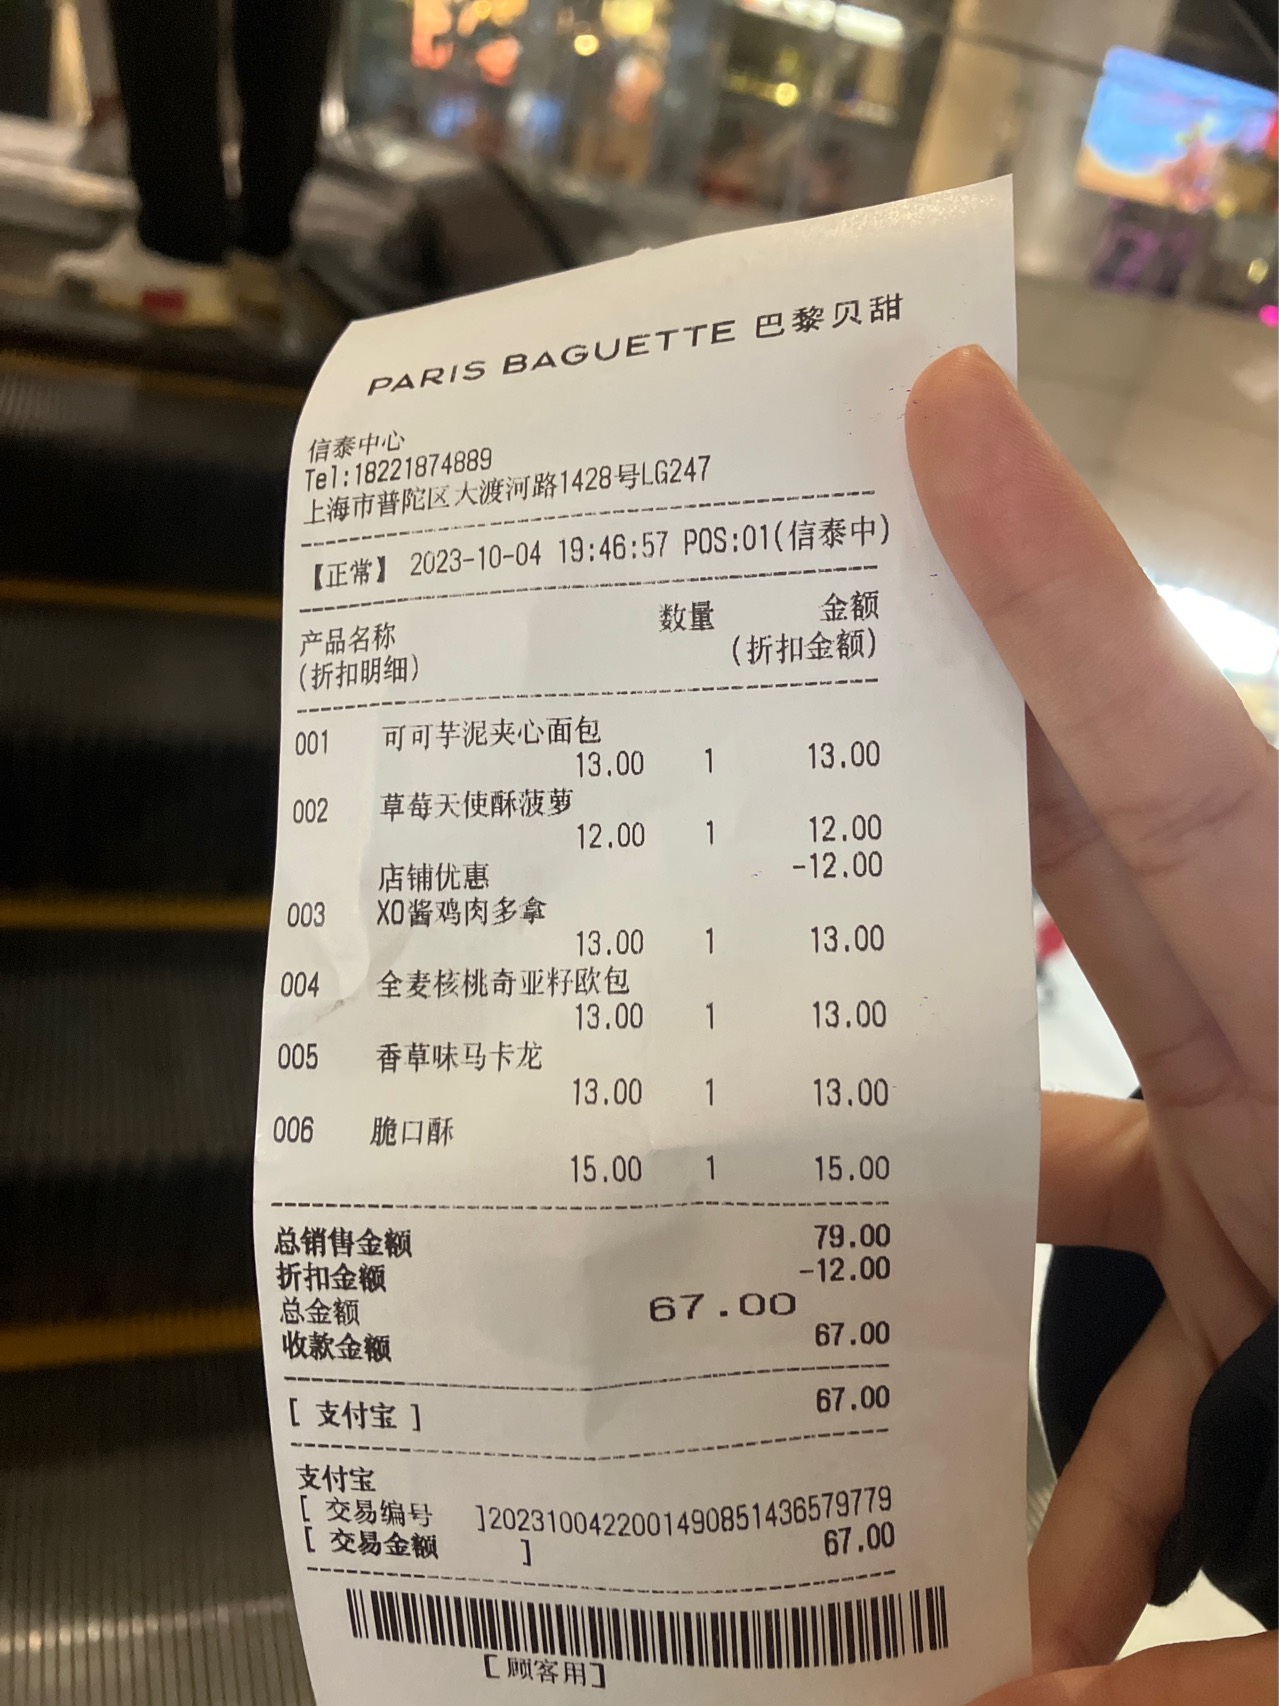 PARIS BAGUETTE 巴黎贝甜
信泰中心
Tel:18221874889
上海市普陀区大渡河路1428号LG247
【正常】 2023-10-04 19:46:57 POS:01(信泰中)
产品名称 数量 金额
(折扣明细) (折扣金额)
001 可可芋泥夹心面包
13.00 1 13.00
002 草莓天使酥菠萝
12.00 1 12.00
店铺优惠 -12.00
003 XO酱鸡肉多拿
13.00 1 13.00
004 全麦核桃奇亚籽欧包
13.00 1 13.00
005 香草味马卡龙
13.00 1 13.00
006 脆口酥
15.00 1 15.00
总销售金额 79.00
折扣金额 -12.00
总金额 67.00
收款金额 67.00
[ 支付宝 ] 67.00
支付宝
[ 交易编号 ]2023100422001490851436579779
[ 交易金额 ] 67.00
[顾客用]